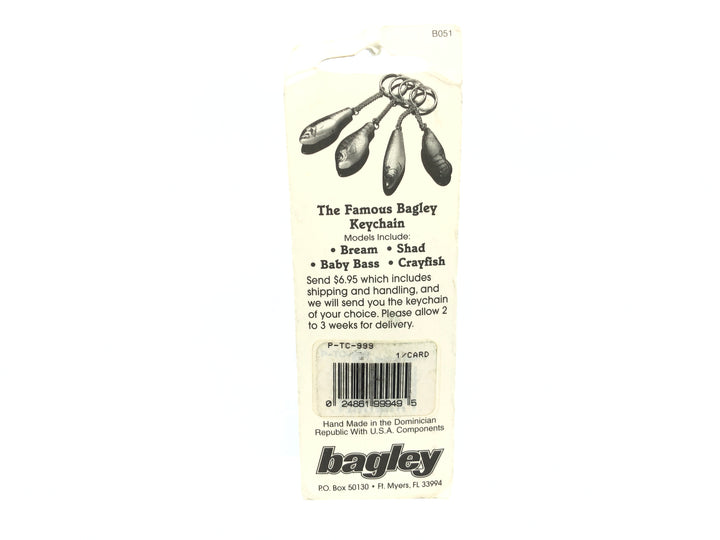 B051
The Famous Bagley
Keychain
Models Include:
• Bream • Shad
• Baby Bass • Crayfish
Send $6.95 which includes
shipping and handling, and
we will send you the keychain
of your choice. Please allow 2
to 3 weeks for delivery.
P-TC-999
1/CARD
0 24861 99949 5
Hand Made in the Dominician
Republic With U.S.A. Components
bagley
P.O. Box 50130 • Ft. Myers, FL 33994